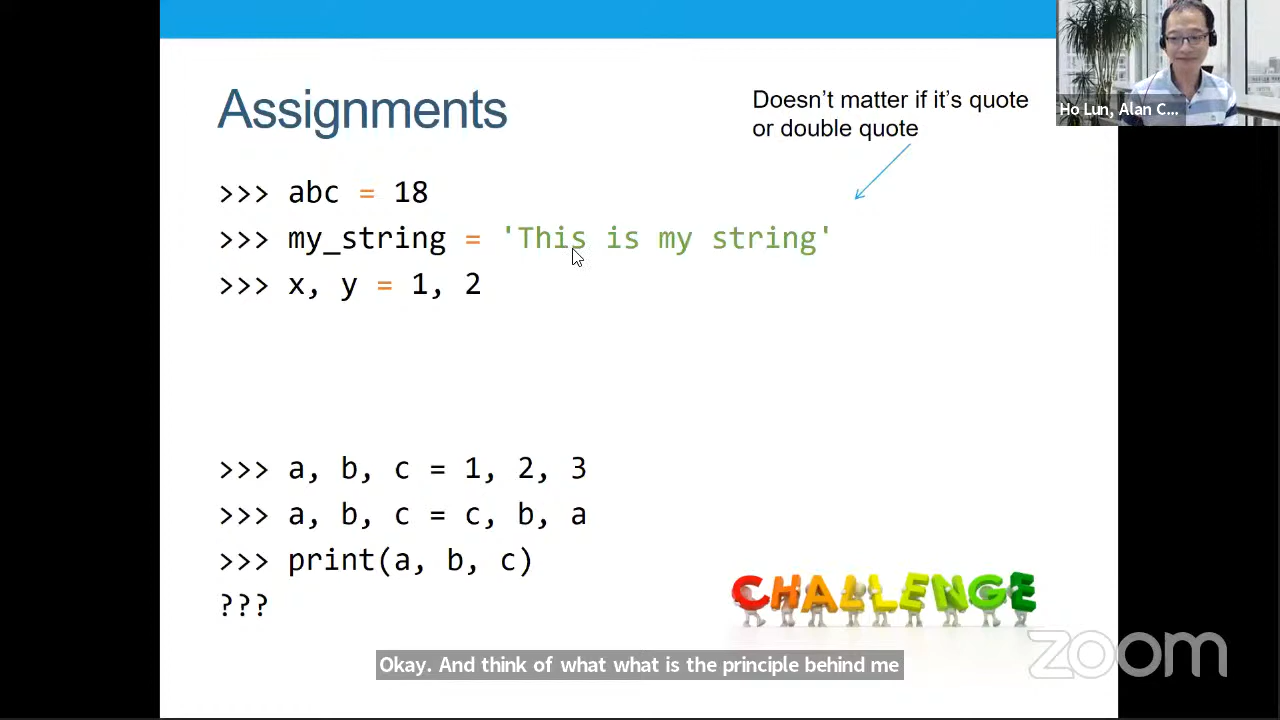 Assignments
Doesn't matter if it's quote
or double quote
Ho Lun, Alan C...
>>> abc = 18
>>> my_string = 'This is my string'
>>> x, y = 1, 2
>>> a, b, c = 1, 2, 3
>>> a, b, c = c, b, a
>>> print(a, b, c)
???
CHALLENGE
zoom
Okay. And think of what what is the principle behind me